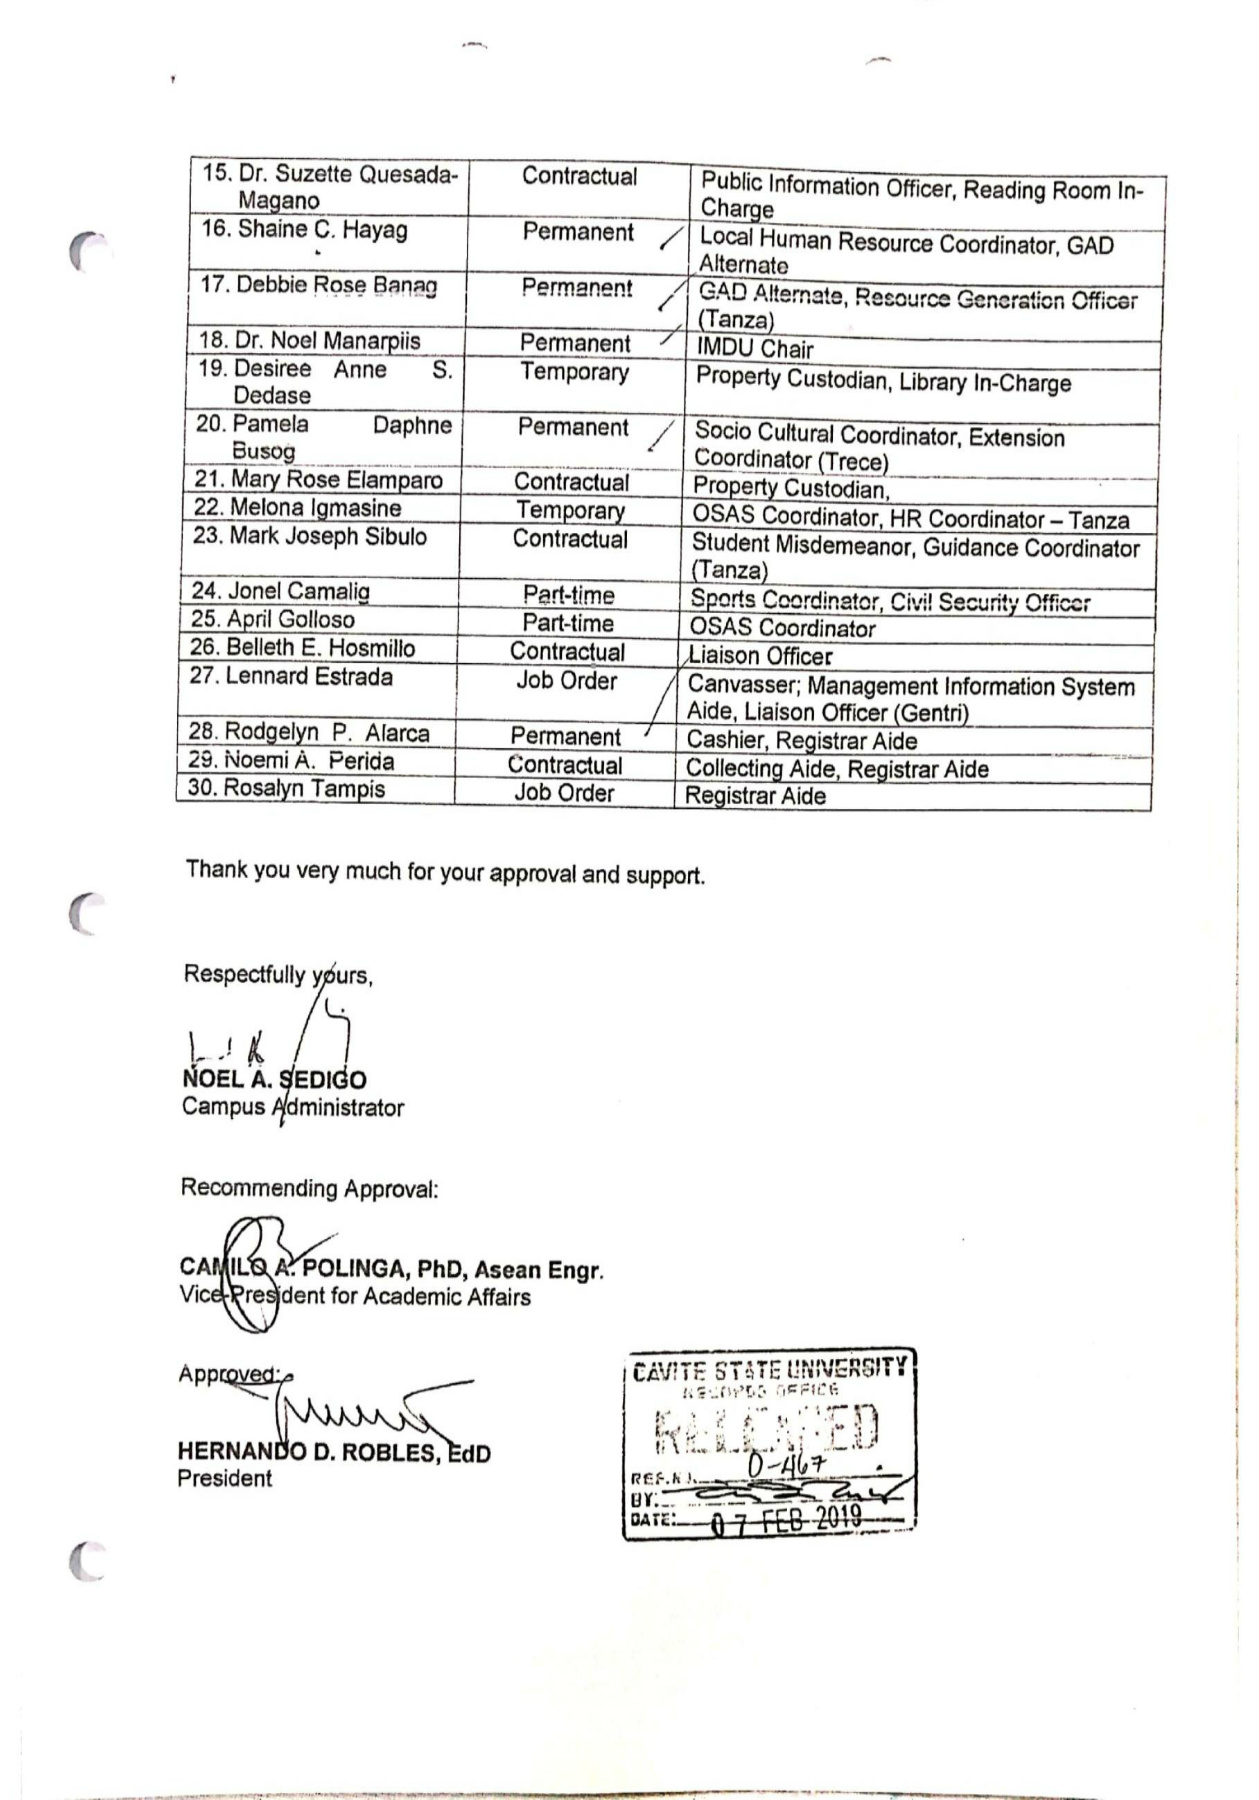 15. Dr. Suzette Quesada-Magano Contractual Public Information Officer, Reading Room In-Charge
16. Shaine C. Hayag Permanent Local Human Resource Coordinator, GAD Alternate
17. Debbie Rose Banag Permanent GAD Alternate, Resource Generation Officer (Tanza)
18. Dr. Noel Manarpiis Permanent IMDU Chair
19. Desiree Anne S. Dedase Temporary Property Custodian, Library In-Charge
20. Pamela Daphne Busog Permanent Socio Cultural Coordinator, Extension Coordinator (Trece)
21. Mary Rose Elamparo Contractual Property Custodian,
22. Melona Igmasine Temporary OSAS Coordinator, HR Coordinator – Tanza
23. Mark Joseph Sibulo Contractual Student Misdemeanor, Guidance Coordinator (Tanza)
24. Jonel Camalig Part-time Sports Coordinator, Civil Security Officer
25. April Golloso Part-time OSAS Coordinator
26. Belleth E. Hosmillo Contractual Liaison Officer
27. Lennard Estrada Job Order Canvasser; Management Information System Aide, Liaison Officer (Gentri)
28. Rodgelyn P. Alarca Permanent Cashier, Registrar Aide
29. Noemi A. Perida Contractual Collecting Aide, Registrar Aide
30. Rosalyn Tampis Job Order Registrar Aide
Thank you very much for your approval and support.
Respectfully yours,
NOEL A. SEDIGO
Campus Administrator
Recommending Approval:
CAMILO A. POLINGA, PhD, Asean Engr.
Vice-President for Academic Affairs
Approved:
HERNANDO D. ROBLES, EdD
President
CAVITE STATE UNIVERSITY
RECORDS OFFICE
RELEASED
REF.NO. 0-467
BY:
DATE: 07 FEB 2019